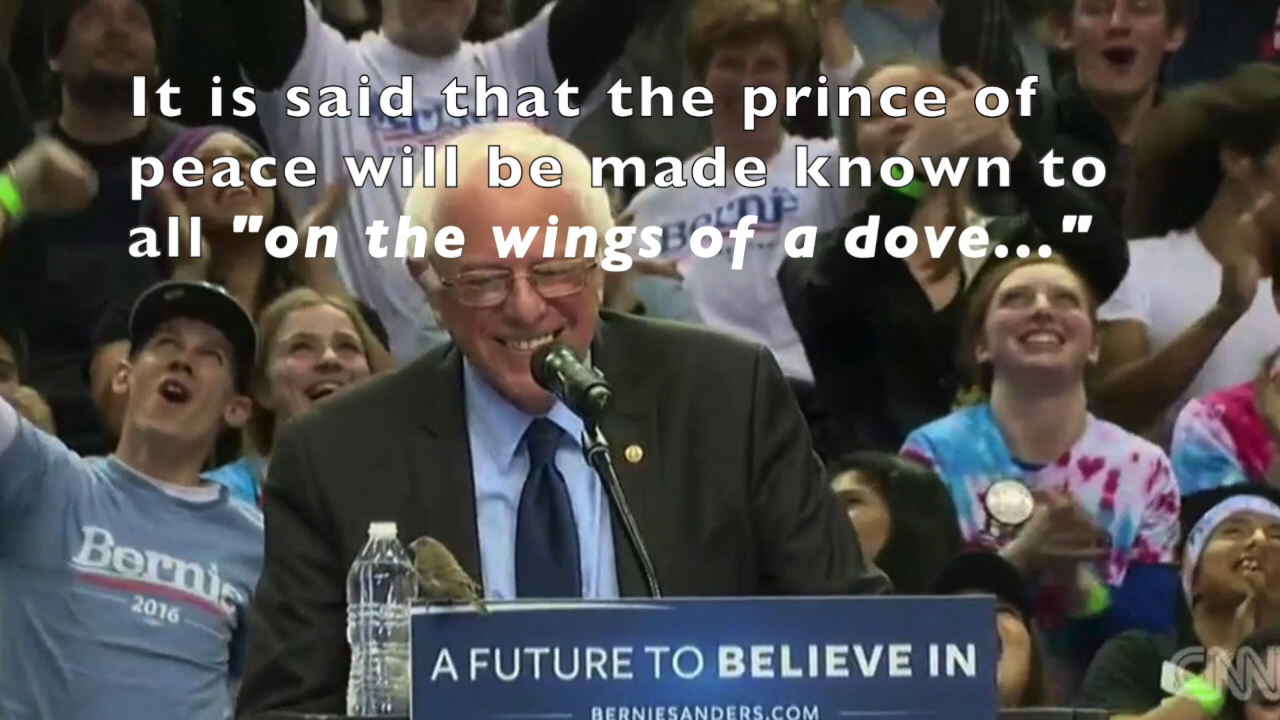 It is said that the prince of
peace will be made known to
all "on the wings of a dove..."
Bernie
2016
A FUTURE TO BELIEVE IN
BERNIESANDERS.COM
CNN